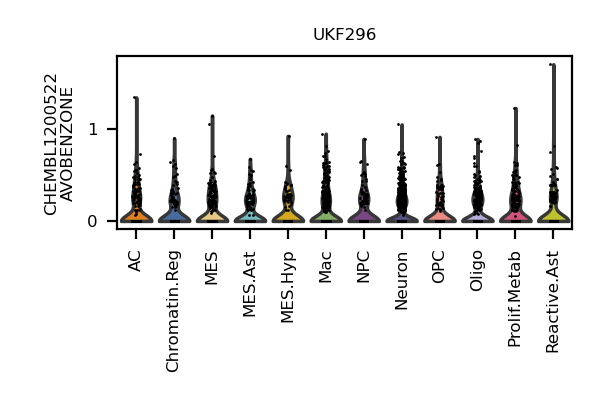 UKF296
CHEMBL1200522
AVOBENZONE
1
0
AC
Chromatin.Reg
MES
MES.Ast
MES.Hyp
Mac
NPC
Neuron
OPC
Oligo
Prolif.Metab
Reactive.Ast